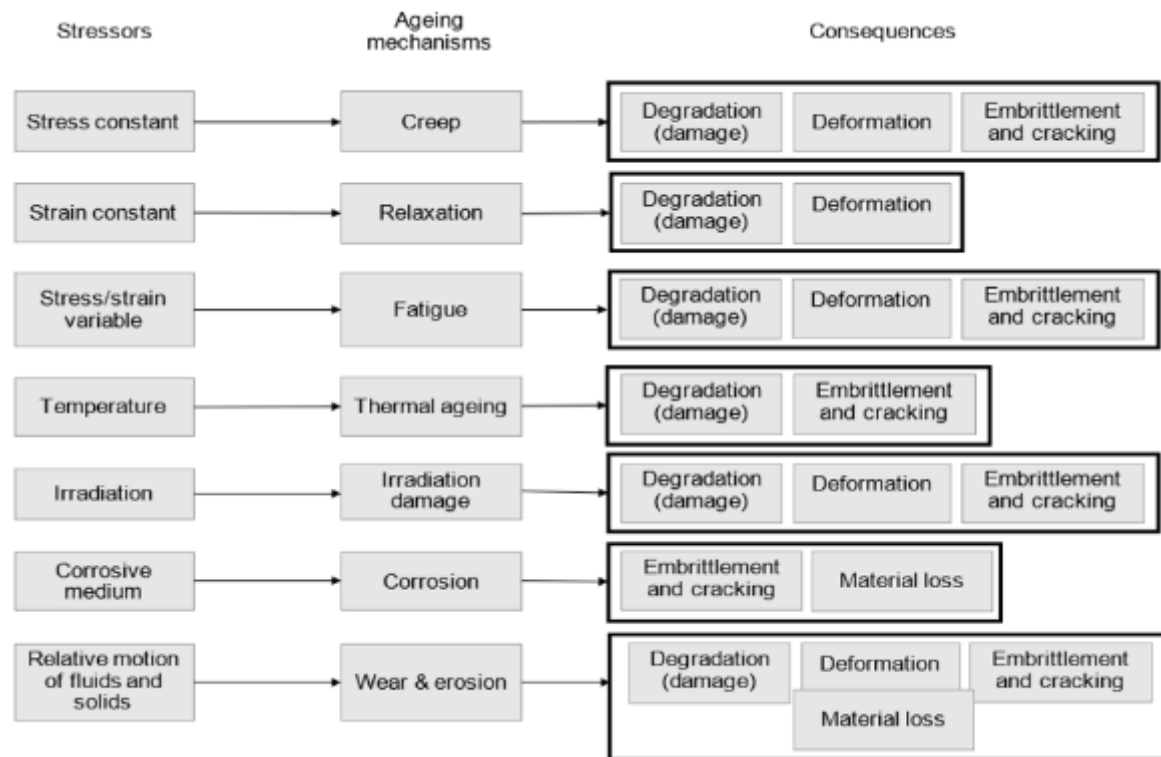 Stressors
Ageing
mechanisms
Consequences
Stress constant
Creep
Degradation
(damage)
Deformation
Embrittlement
and cracking
Strain constant
Relaxation
Degradation
(damage)
Deformation
Stress/strain
variable
Fatigue
Degradation
(damage)
Deformation
Embrittlement
and cracking
Temperature
Thermal ageing
Degradation
(damage)
Embrittlement
and cracking
Irradiation
Irradiation
damage
Degradation
(damage)
Deformation
Embrittlement
and cracking
Corrosive
medium
Corrosion
Embrittlement
and cracking
Material loss
Relative motion
of fluids and
solids
Wear & erosion
Degradation
(damage)
Deformation
Embrittlement
and cracking
Material loss